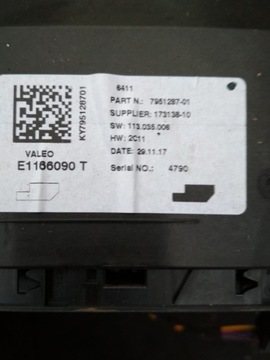 6411
PART N.: 7951287-01
SUPPLIER: 173138-10
SW: 113.035.006
HW: 2C11
DATE: 29.11.17
Serial NO.: 4790
KY795128701
VALEO
E1166090 T